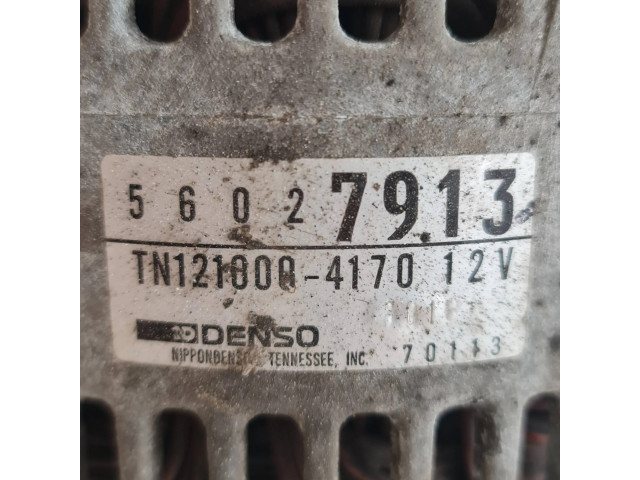 5602 7913
TN121000-4170 12V
DENSO
NIPPONDENSO TENNESSEE, INC. 70113